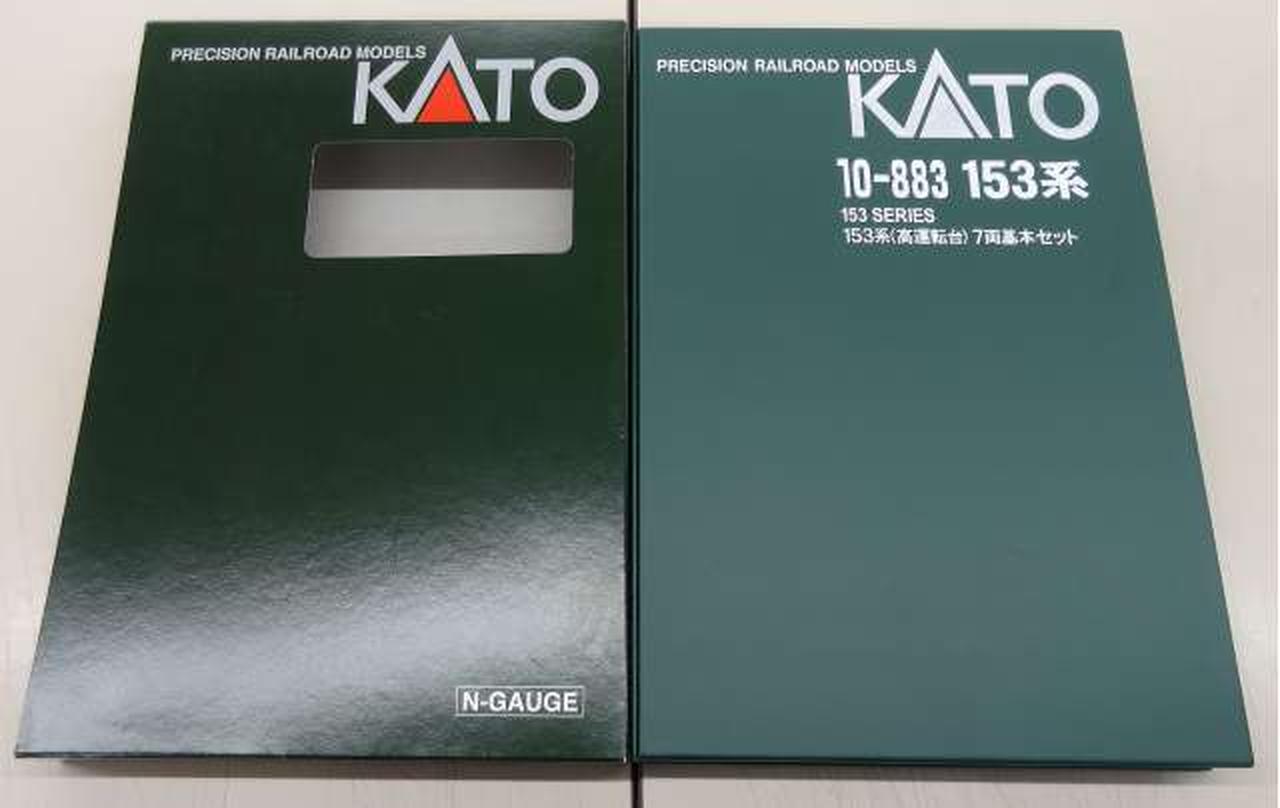 PRECISION RAILROAD MODELS
KATO
N-GAUGE
PRECISION RAILROAD MODELS
KATO
10-883 153系
153 SERIES
153系(高運転台) 7両基本セット